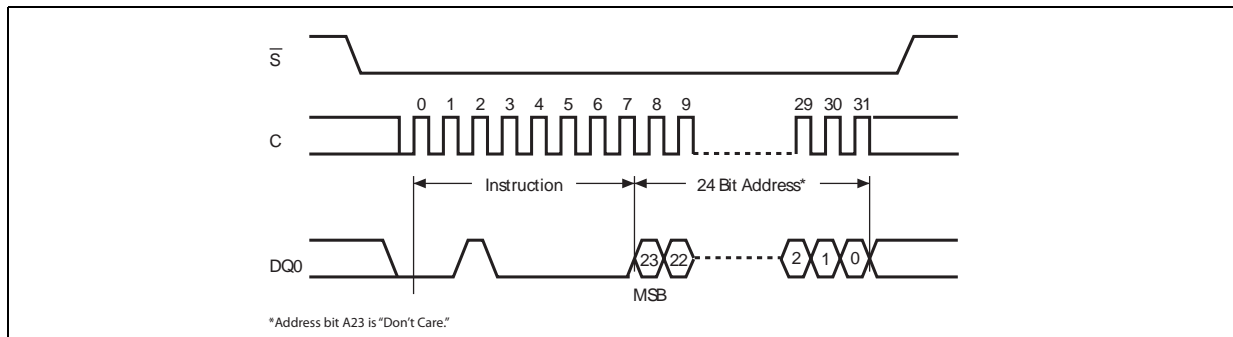 S̅
0 1 2 3 4 5 6 7 8 9 29 30 31
C
Instruction 24 Bit Address*
DQ0 23 22 2 1 0
MSB
*Address bit A23 is “Don’t Care.”